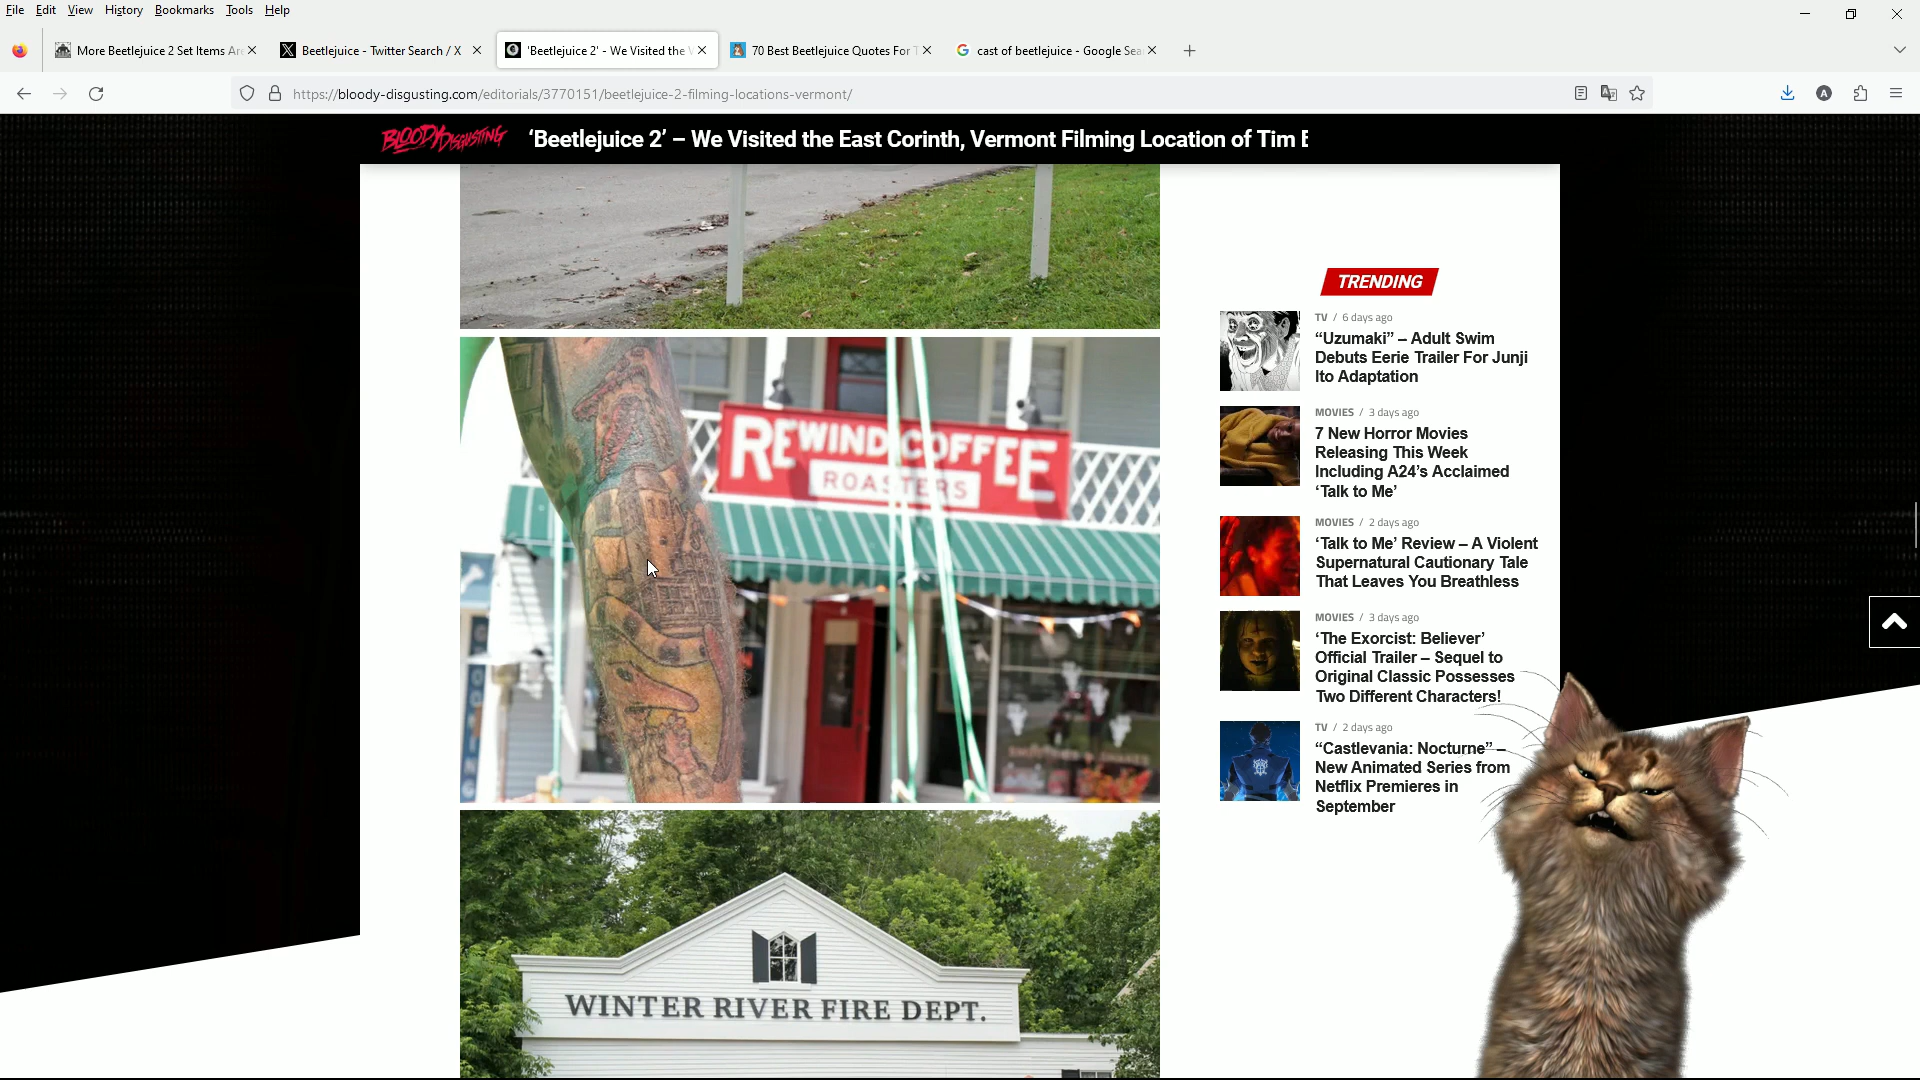 File Edit View History Bookmarks Tools Help
More Beetlejuice 2 Set Items Ar
Beetlejuice - Twitter Search / X
'Beetlejuice 2' - We Visited the
70 Best Beetlejuice Quotes For
cast of beetlejuice - Google Sea
https://bloody-disgusting.com/editorials/3770151/beetlejuice-2-filming-locations-vermont/
BLOODY DISGUSTING
‘Beetlejuice 2’ – We Visited the East Corinth, Vermont Filming Location of Tim
REWIND COFFEE
ROASTERS
WINTER RIVER FIRE DEPT.
TRENDING
TV / 6 days ago
“Uzumaki” – Adult Swim
Debuts Eerie Trailer For Junji
Ito Adaptation
MOVIES / 3 days ago
7 New Horror Movies
Releasing This Week
Including A24’s Acclaimed
‘Talk to Me’
MOVIES / 2 days ago
‘Talk to Me’ Review – A Violent
Supernatural Cautionary Tale
That Leaves You Breathless
MOVIES / 3 days ago
‘The Exorcist: Believer’
Official Trailer – Sequel to
Original Classic Possesses
Two Different Characters!
TV / 2 days ago
“Castlevania: Nocturne” –
New Animated Series from
Netflix Premieres in
September